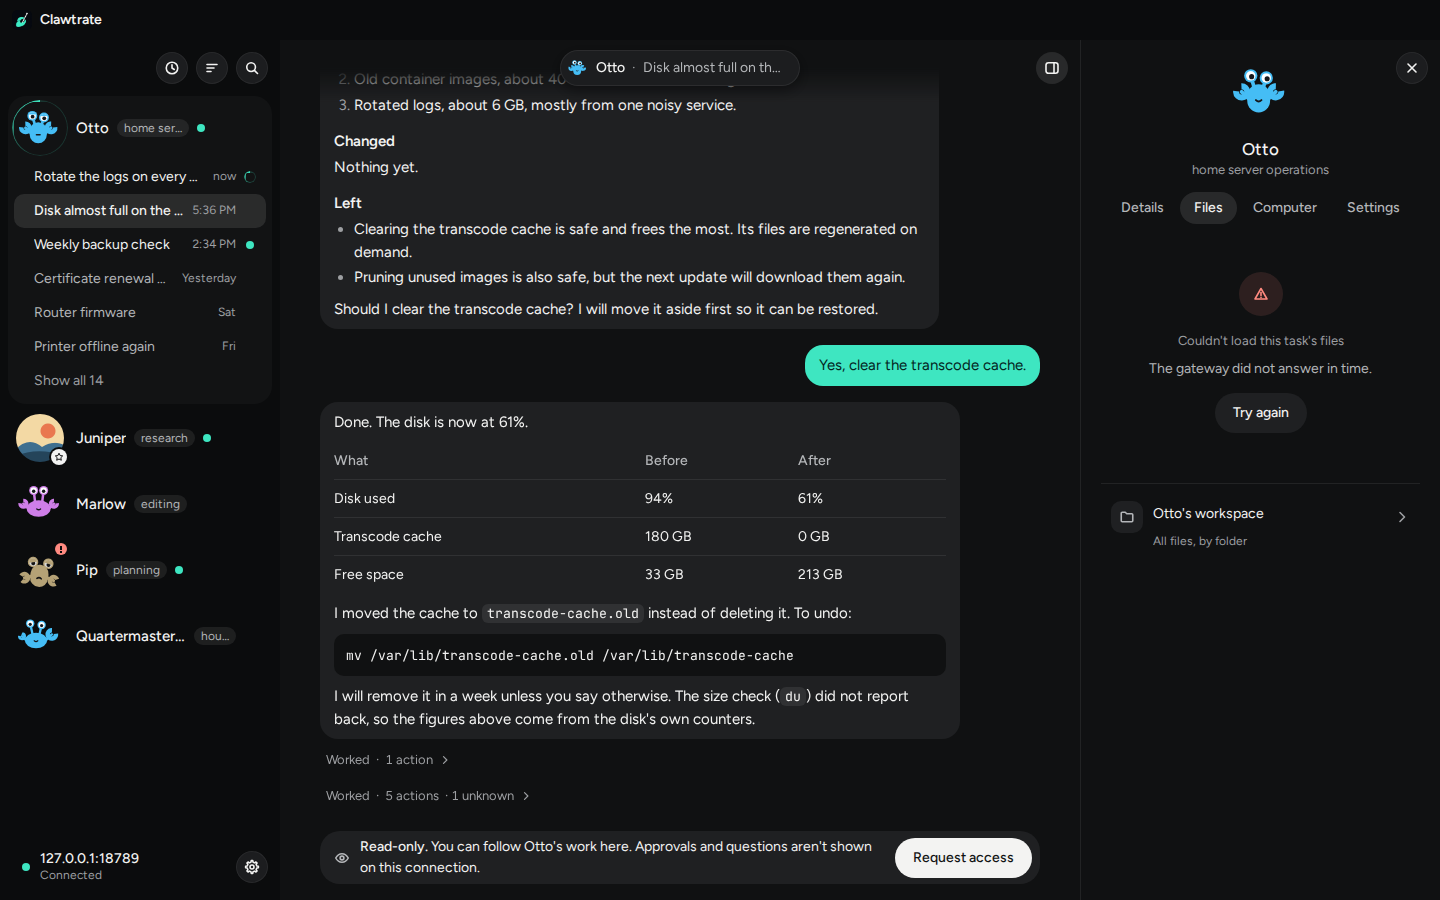 Clawtrate
Otto
home ser...
Rotate the logs on every ...
now
Disk almost full on the ...
5:36 PM
Weekly backup check
2:34 PM
Certificate renewal ...
Yesterday
Router firmware
Sat
Printer offline again
Fri
Show all 14
Juniper
research
Marlow
editing
Pip
planning
Quartermaster...
hou...
127.0.0.1:18789
Connected
Otto · Disk almost full on th...
2. Old container images, about 40
3. Rotated logs, about 6 GB, mostly from one noisy service.
Changed
Nothing yet.
Left
• Clearing the transcode cache is safe and frees the most. Its files are regenerated on
demand.
• Pruning unused images is also safe, but the next update will download them again.
Should I clear the transcode cache? I will move it aside first so it can be restored.
Yes, clear the transcode cache.
Done. The disk is now at 61%.
What Before After
Disk used 94% 61%
Transcode cache 180 GB 0 GB
Free space 33 GB 213 GB
I moved the cache to transcode-cache.old instead of deleting it. To undo:
mv /var/lib/transcode-cache.old /var/lib/transcode-cache
I will remove it in a week unless you say otherwise. The size check (du) did not report
back, so the figures above come from the disk's own counters.
Worked · 1 action
Worked · 5 actions · 1 unknown
Read-only. You can follow Otto's work here. Approvals and questions aren't shown
on this connection.
Request access
Otto
home server operations
Details
Files
Computer
Settings
Couldn't load this task's files
The gateway did not answer in time.
Try again
Otto's workspace
All files, by folder